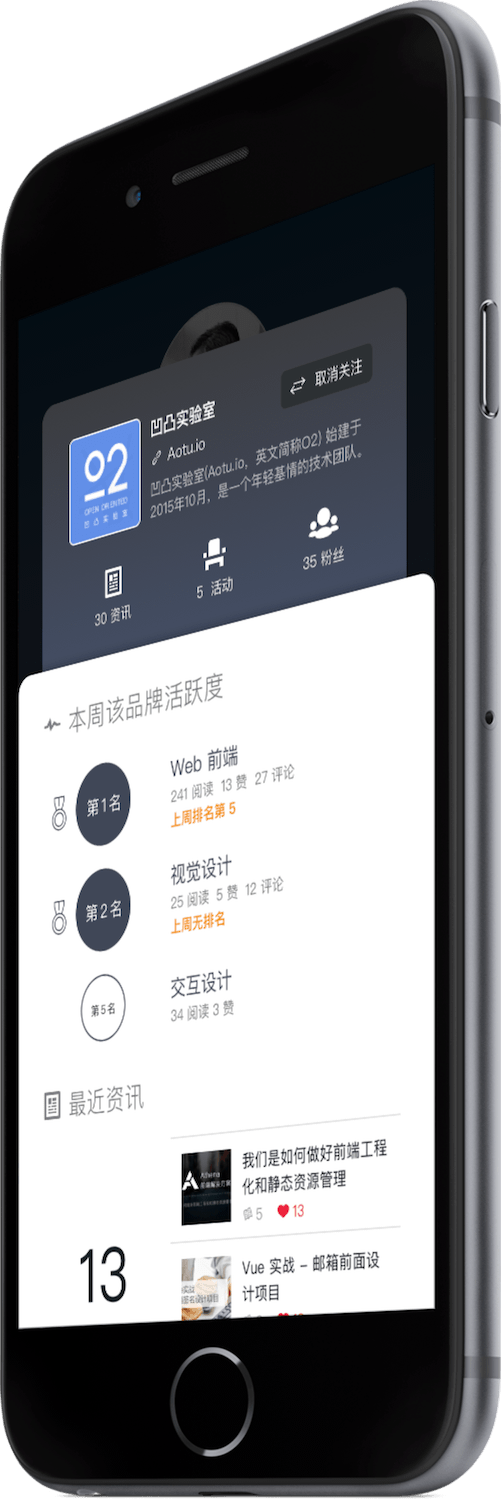 凹凸实验室
取消关注
Aotu.io
O2
OPEN ORIENTED
凹 凸 实 验 室
凹凸实验室(Aotu.io，英文简称O2) 始建于
2015年10月，是一个年轻基情的技术团队。
30 资讯
5 活动
35 粉丝
本周该品牌活跃度
第1名
Web 前端
241 阅读 13 赞 27 评论
上周排名第 5
第2名
视觉设计
25 阅读 5 赞 12 评论
上周无排名
第5名
交互设计
34 阅读 3 赞
最近资讯
Athena
我们是如何做好前端工程
化和静态资源管理
5 13
13
Vue 实战 – 邮箱前面设
计项目